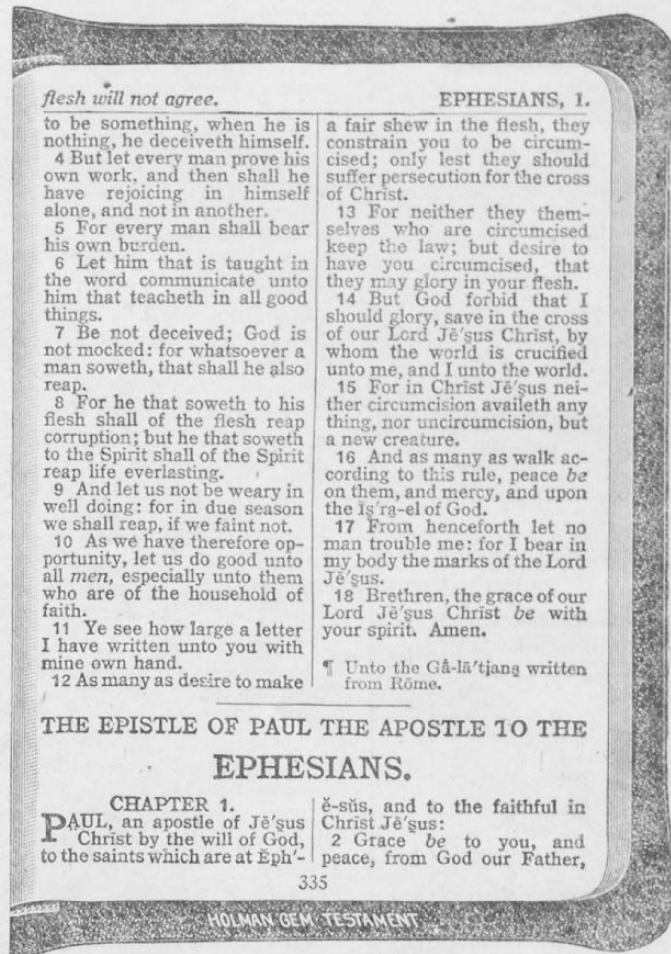 flesh will not agree.
EPHESIANS, 1.
to be something, when he is
nothing, he deceiveth himself.
4 But let every man prove his
own work, and then shall he
have rejoicing in himself
alone, and not in another.
5 For every man shall bear
his own burden.
6 Let him that is taught in
the word communicate unto
him that teacheth in all good
things.
7 Be not deceived; God is
not mocked: for whatsoever a
man soweth, that shall he also
reap.
8 For he that soweth to his
flesh shall of the flesh reap
corruption; but he that soweth
to the Spirit shall of the Spirit
reap life everlasting.
9 And let us not be weary in
well doing: for in due season
we shall reap, if we faint not.
10 As we have therefore op-
portunity, let us do good unto
all men, especially unto them
who are of the household of
faith.
11 Ye see how large a letter
I have written unto you with
mine own hand.
12 As many as desire to make
a fair shew in the flesh, they
constrain you to be circum-
cised; only lest they should
suffer persecution for the cross
of Chrīst.
13 For neither they them-
selves who are circumcised
keep the law; but desire to
have you circumcised, that
they may glory in your flesh.
14 But God forbid that I
should glory, save in the cross
of our Lord Jē'ṣus Chrīst, by
whom the world is crucified
unto me, and I unto the world.
15 For in Chrīst Jē'ṣus nei-
ther circumcision availeth any
thing, nor uncircumcision, but
a new creature.
16 And as many as walk ac-
cording to this rule, peace be
on them, and mercy, and upon
the Īṣ'ra̤-el of God.
17 From henceforth let no
man trouble me: for I bear in
my body the marks of the Lord
Jē'ṣus.
18 Brethren, the grace of our
Lord Jē'ṣus Chrīst be with
your spirit. Amen.
¶ Unto the Gȧ-lā'tjanṣ written
from Rōme.
THE EPISTLE OF PAUL THE APOSTLE TO THE
EPHESIANS.
CHAPTER 1.
PA̤UL, an apostle of Jē'ṣus
Chrīst by the will of God,
to the saints which are at Ĕph'-
ĕ-sŭs, and to the faithful in
Chrīst Jē'ṣus:
2 Grace be to you, and
peace, from God our Father,
335
HOLMAN GEM TESTAMENT